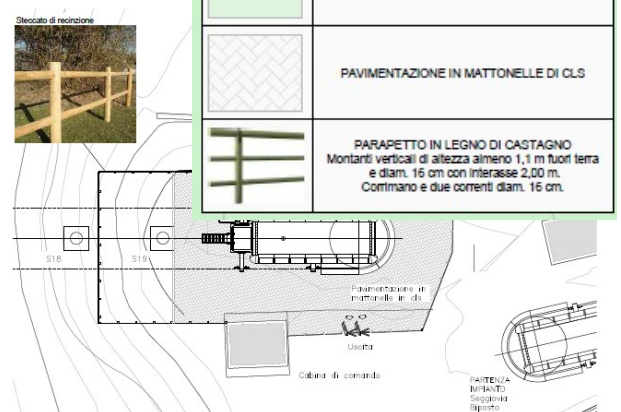 Steccato di recinzione
PAVIMENTAZIONE IN MATTONELLE DI CLS
PARAPETTO IN LEGNO DI CASTAGNO
Montanti verticali di altezza almeno 1,1 m fuori terra
e diam. 16 cm con interasse 2,00 m.
Corrimano e due correnti diam. 16 cm.
S18
S19
Pavimentazione in
mattonelle in cls
Uscita
Cabina di comando
PARTENZA
IMPIANTO
Seggiovia
Biposto